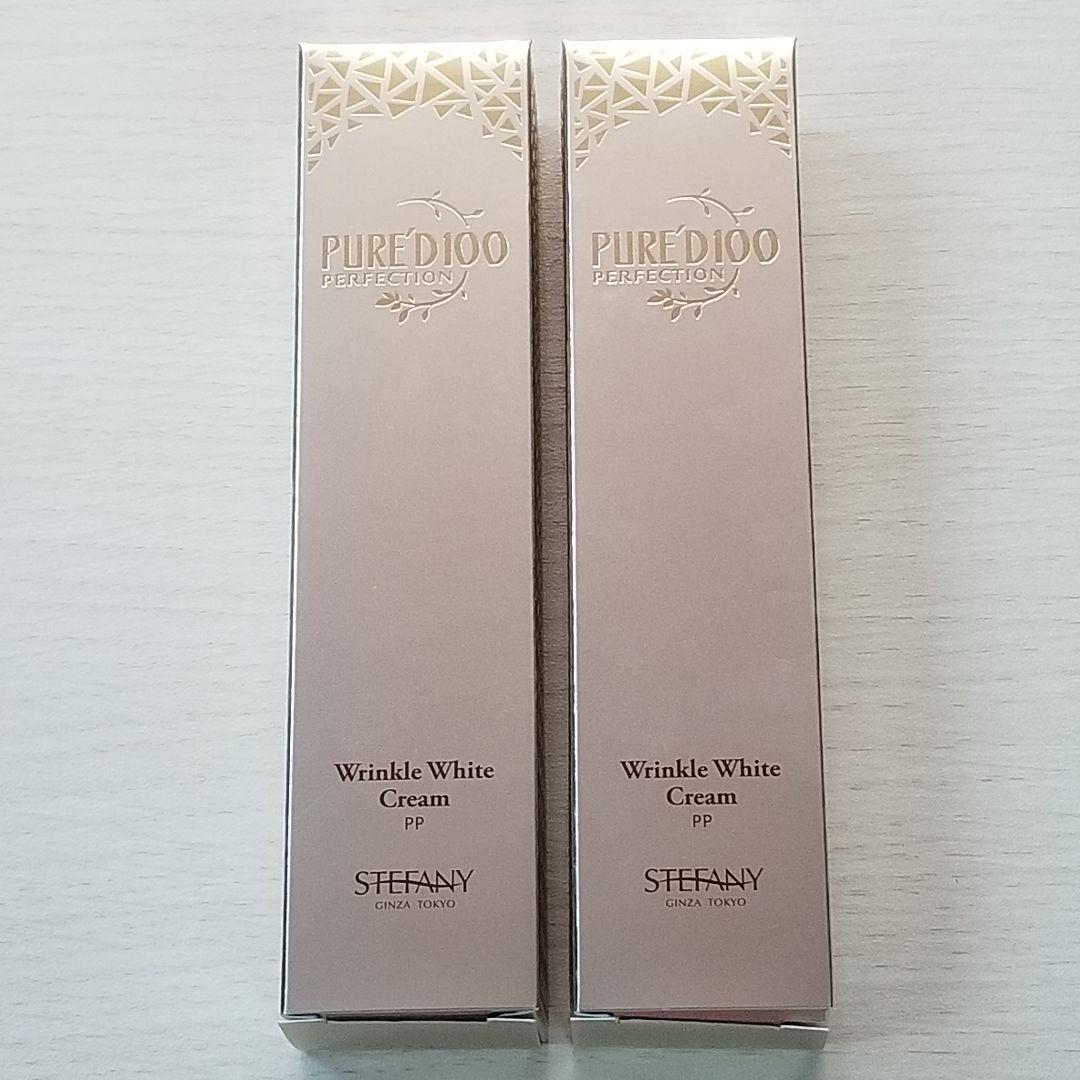 PURE'D100
PERFECTION
Wrinkle White
Cream
PP
STEFANY
GINZA TOKYO
PURE'D100
PERFECTION
Wrinkle White
Cream
PP
STEFANY
GINZA TOKYO